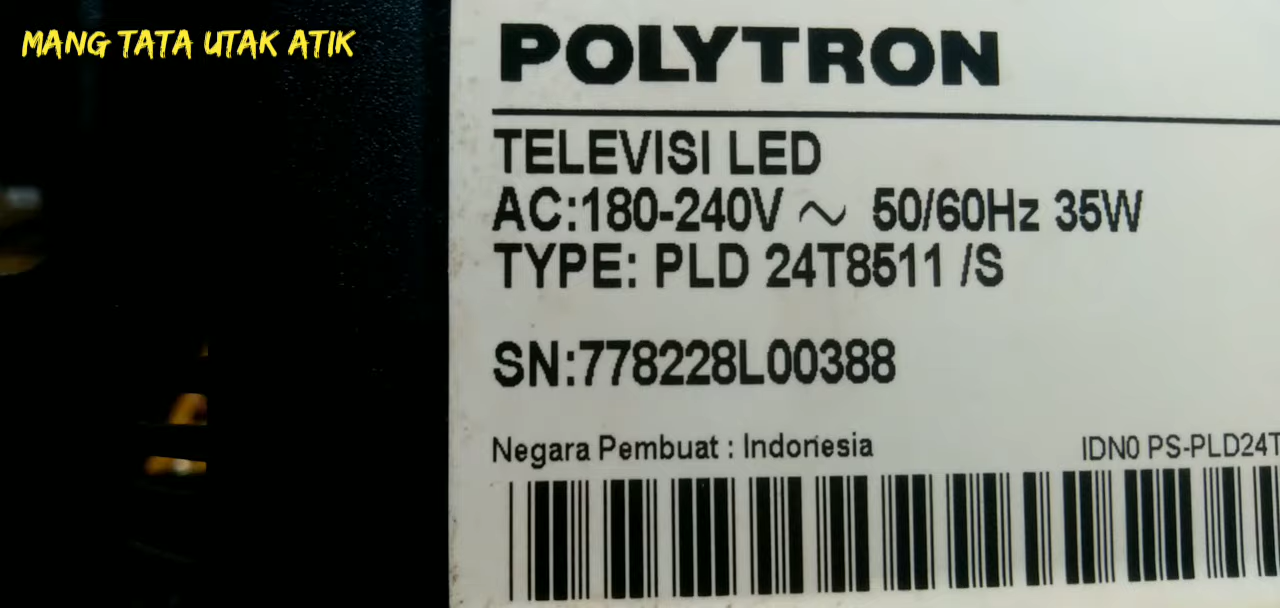 MANG TATA UTAK ATIK
POLYTRON
TELEVISI LED
AC:180-240V ~ 50/60Hz 35W
TYPE: PLD 24T8511 /S
SN:778228L00388
Negara Pembuat : Indonesia
IDN0 PS-PLD24T